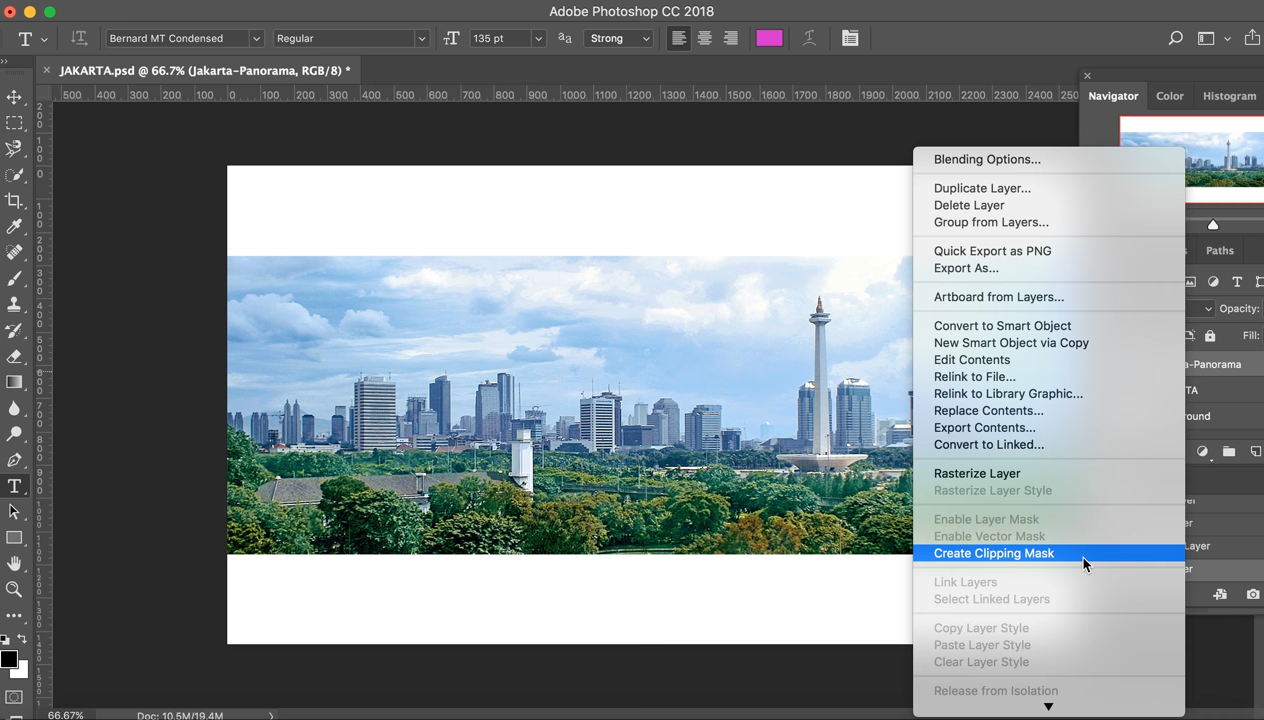 Adobe Photoshop CC 2018
T
Bernard MT Condensed
Regular
135 pt
aa
Strong
× JAKARTA.psd @ 66.7% (Jakarta-Panorama, RGB/8) *
500 400 300 200 100 0 100 200 300 400 500 600 700 800 900 1000 1100 1200 1300 1400 1500 1600 1700 1800 1900 2000 2100 2200 2300 2400 250
Navigator Color Histogram
Blending Options...
Duplicate Layer...
Delete Layer
Group from Layers...
Quick Export as PNG
Export As...
Artboard from Layers...
Convert to Smart Object
New Smart Object via Copy
Edit Contents
Relink to File...
Relink to Library Graphic...
Replace Contents...
Export Contents...
Convert to Linked...
Rasterize Layer
Rasterize Layer Style
Enable Layer Mask
Enable Vector Mask
Create Clipping Mask
Link Layers
Select Linked Layers
Copy Layer Style
Paste Layer Style
Clear Layer Style
Release from Isolation
Paths
Opacity:
Fill:
a-Panorama
TA
ound
Layer
er
66.67% Doc: 10.5M/19.4M